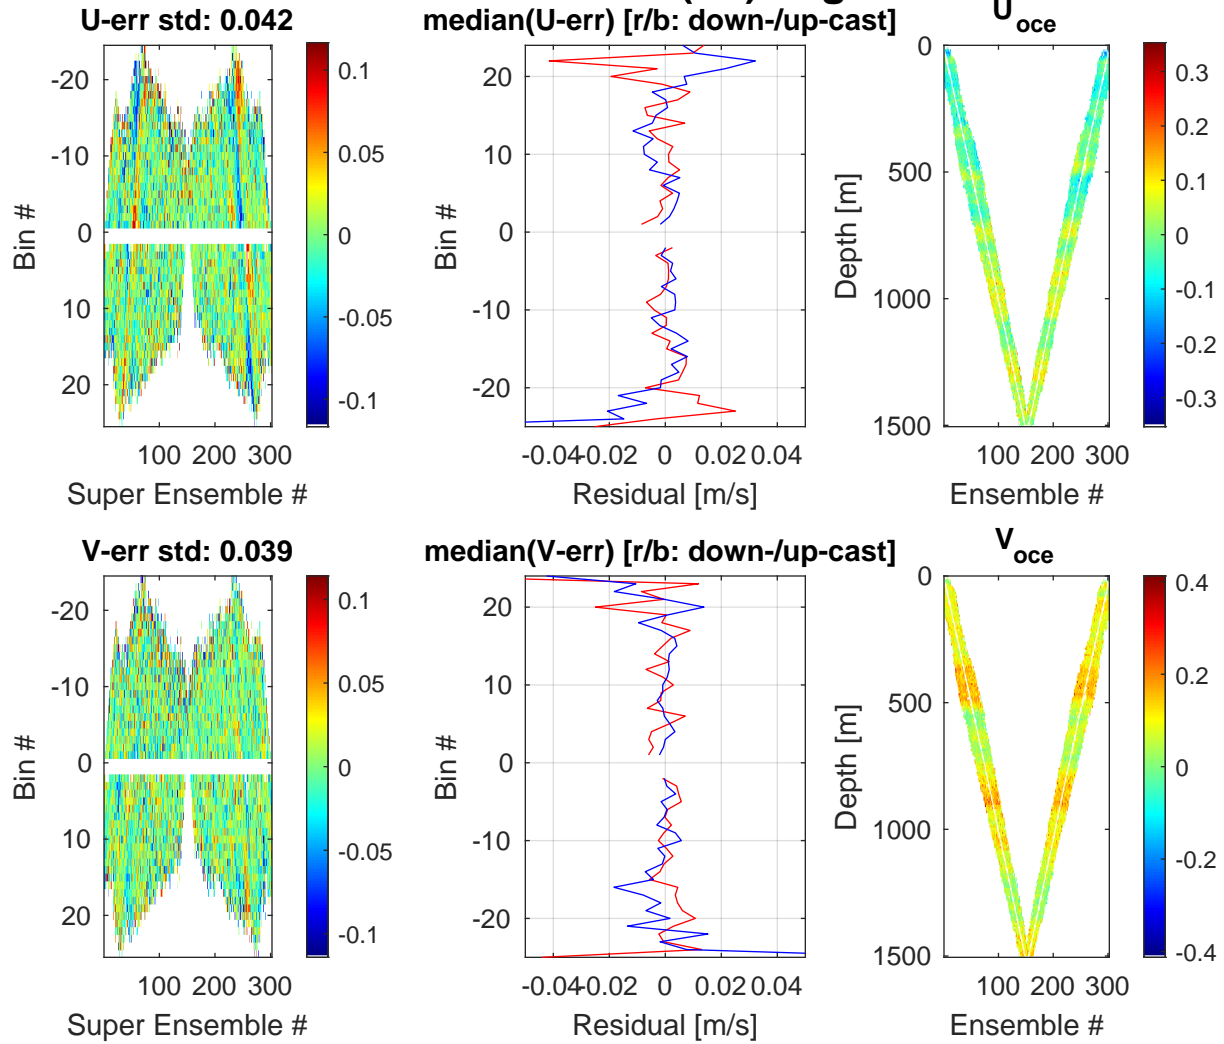 U-err std: 0.042
-20
-10
0
10
20
Bin #
100 200 300
Super Ensemble #
0.1
0.05
0
-0.05
-0.1
median(U-err) [r/b: down-/up-cast]
20
10
0
-10
-20
Bin #
-0.04 -0.02 0 0.02 0.04
Residual [m/s]
U oce
0
500
1000
1500
Depth [m]
100 200 300
Ensemble #
0.3
0.2
0.1
0
-0.1
-0.2
-0.3
V-err std: 0.039
-20
-10
0
10
20
Bin #
100 200 300
Super Ensemble #
0.1
0.05
0
-0.05
-0.1
median(V-err) [r/b: down-/up-cast]
20
10
0
-10
-20
Bin #
-0.04 -0.02 0 0.02 0.04
Residual [m/s]
V oce
0
500
1000
1500
Depth [m]
100 200 300
Ensemble #
0.4
0.2
0
-0.2
-0.4